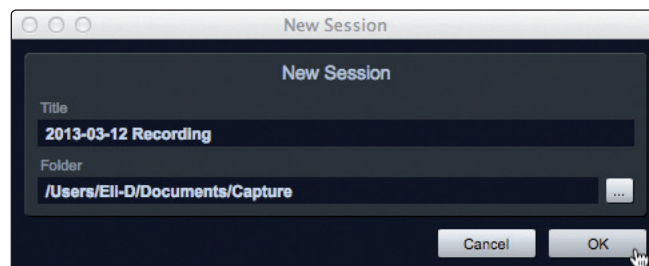 New Session
New Session
Title
2013-03-12 Recording
Folder
/Users/Eli-D/Documents/Capture
...
Cancel OK